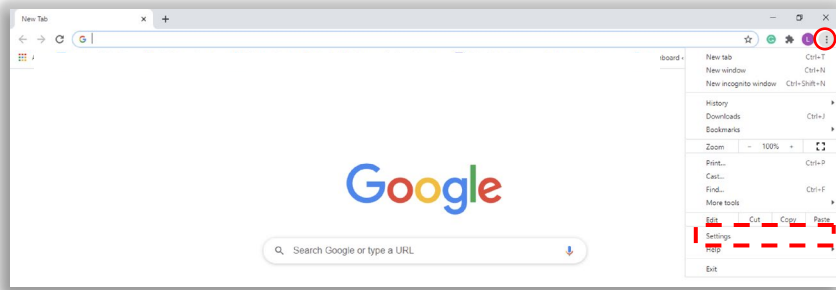 New Tab
G
iboard
L
New tab Ctrl+T
New window Ctrl+N
New incognito window Ctrl+Shift+N
History
Downloads Ctrl+J
Bookmarks
Zoom - 100% +
Print... Ctrl+P
Cast...
Find... Ctrl+F
More tools
Edit Cut Copy Paste
Settings
Help
Exit
Google
Search Google or type a URL